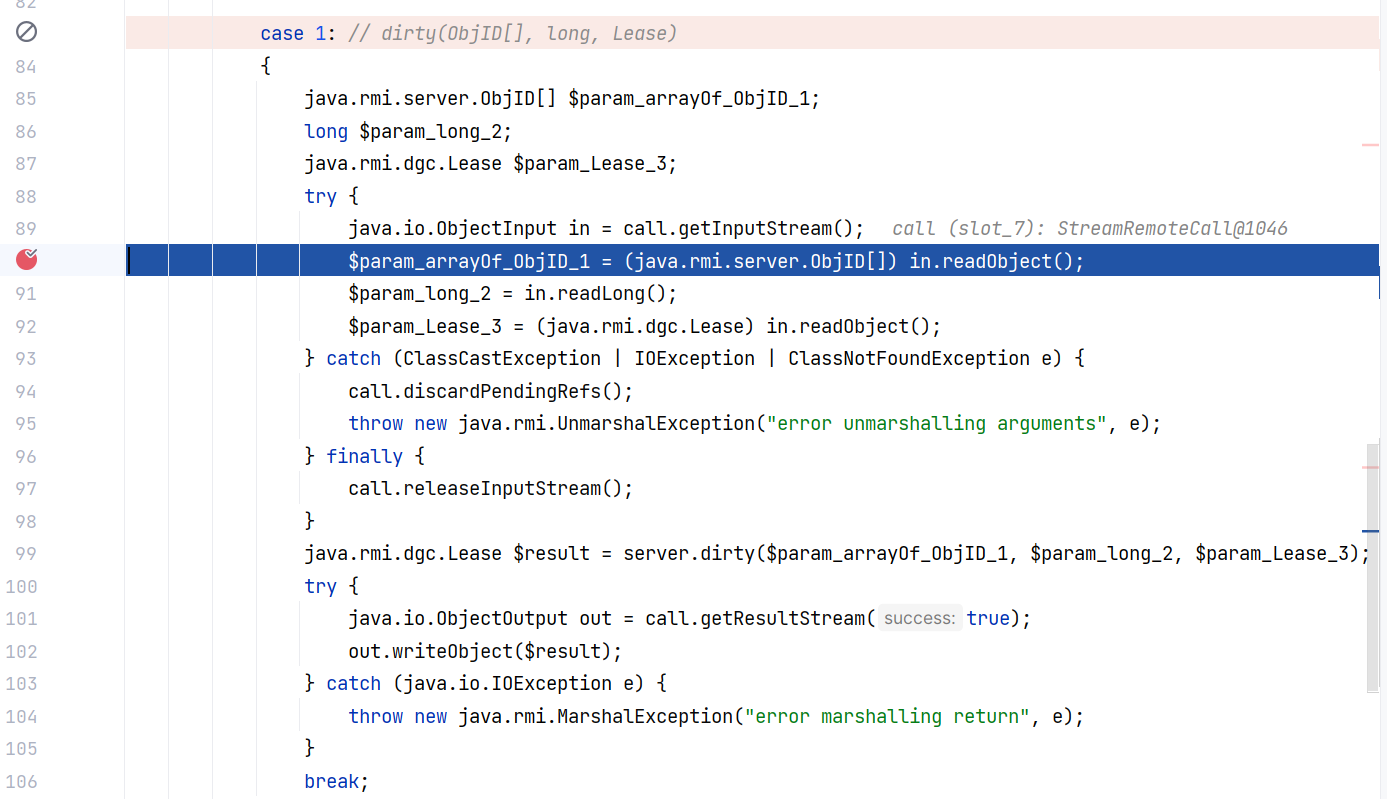 82
case 1: // dirty(ObjID[], long, Lease)
84 {
85 java.rmi.server.ObjID[] $param_arrayOf_ObjID_1;
86 long $param_long_2;
87 java.rmi.dgc.Lease $param_Lease_3;
88 try {
89 java.io.ObjectInput in = call.getInputStream(); call (slot_7): StreamRemoteCall@1046
$param_arrayOf_ObjID_1 = (java.rmi.server.ObjID[]) in.readObject();
91 $param_long_2 = in.readLong();
92 $param_Lease_3 = (java.rmi.dgc.Lease) in.readObject();
93 } catch (ClassCastException | IOException | ClassNotFoundException e) {
94 call.discardPendingRefs();
95 throw new java.rmi.UnmarshalException("error unmarshalling arguments", e);
96 } finally {
97 call.releaseInputStream();
98 }
99 java.rmi.dgc.Lease $result = server.dirty($param_arrayOf_ObjID_1, $param_long_2, $param_Lease_3);
100 try {
101 java.io.ObjectOutput out = call.getResultStream( success: true);
102 out.writeObject($result);
103 } catch (java.io.IOException e) {
104 throw new java.rmi.MarshalException("error marshalling return", e);
105 }
106 break;